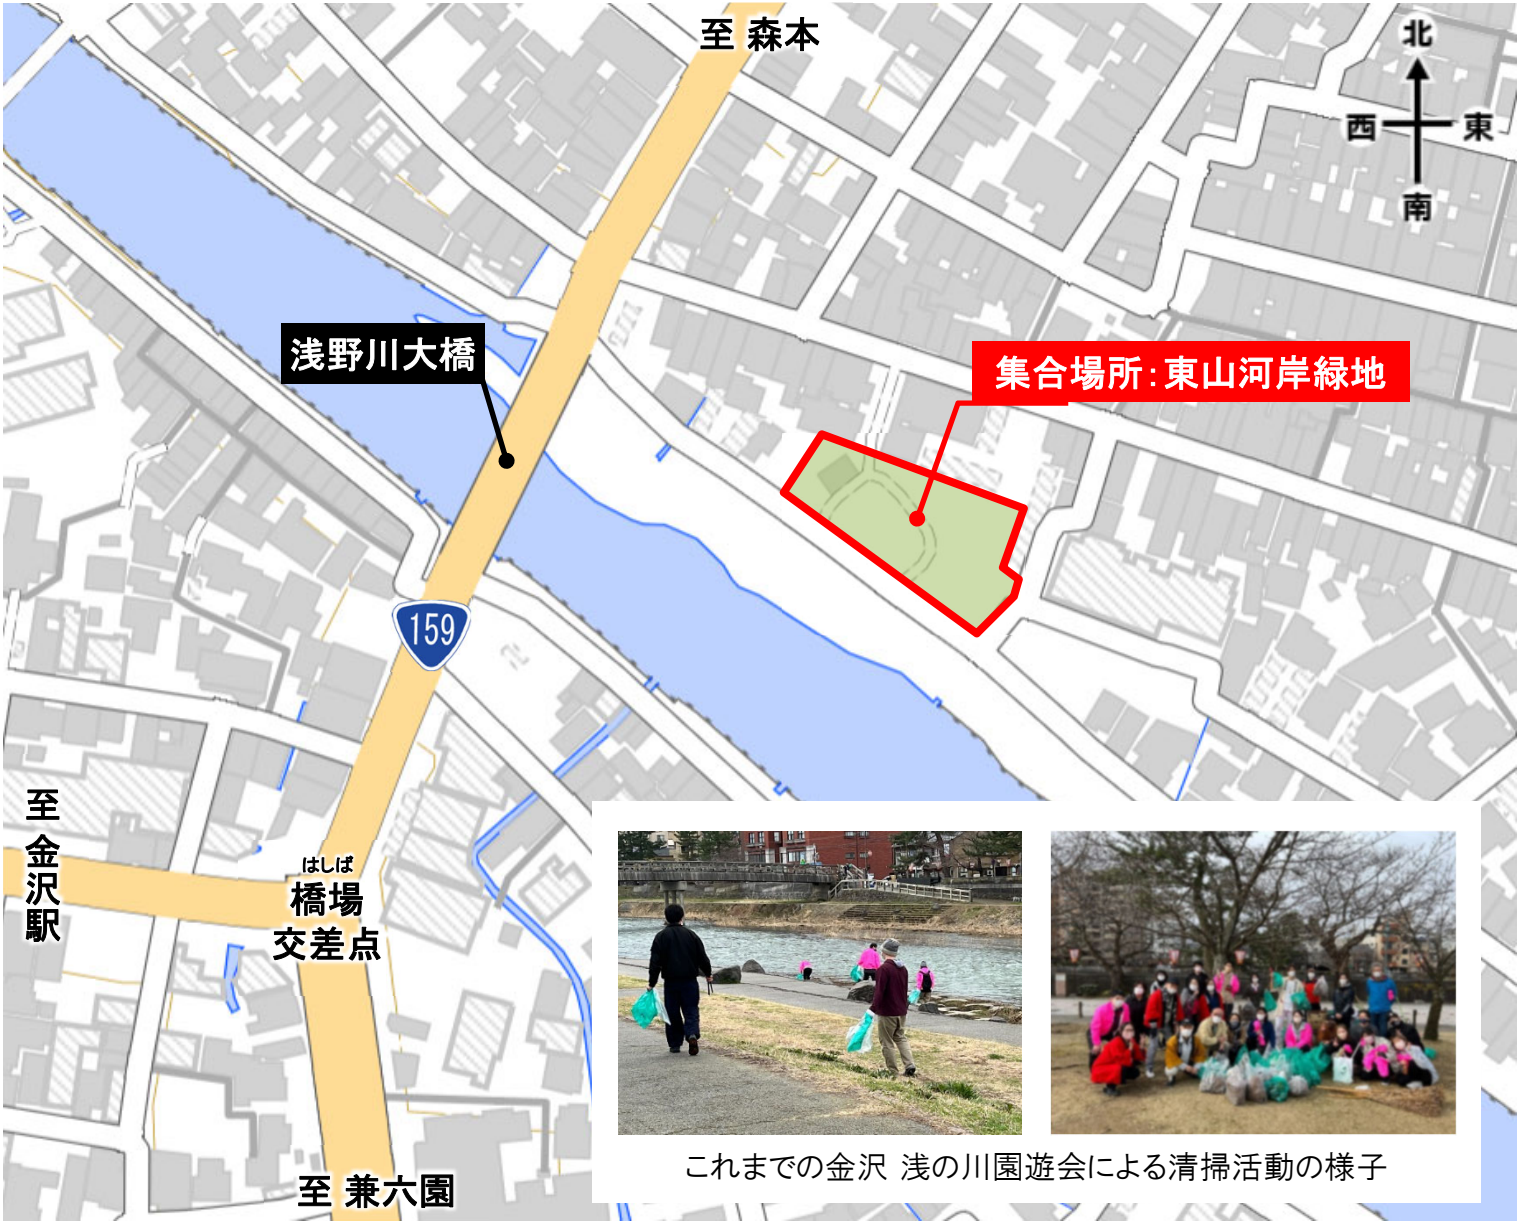 至 森本
北
西
東
南
浅野川大橋
集合場所：東山河岸緑地
159
至 金沢駅
はしば
橋場
交差点
至 兼六園
これまでの金沢 浅の川園遊会による清掃活動の様子